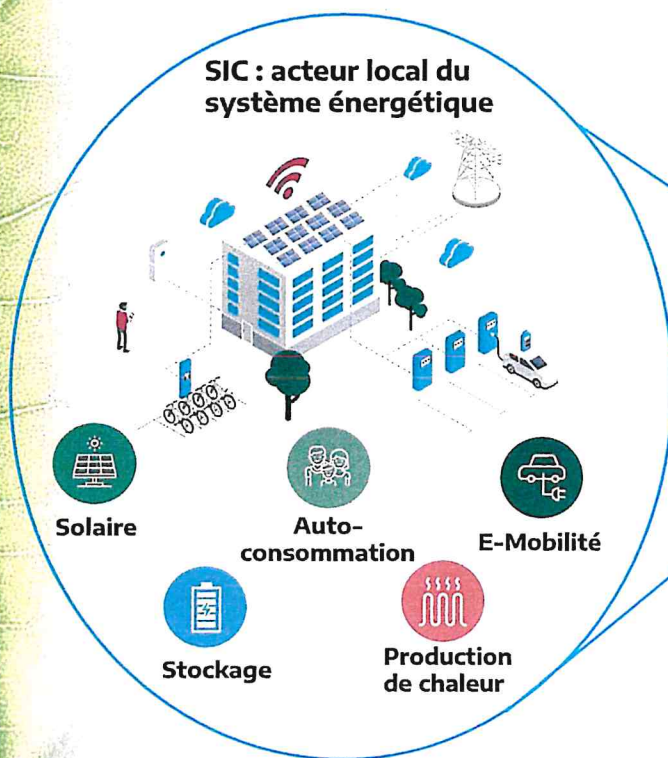 SIC : acteur local du
système énergétique
Solaire
Auto-
consommation
E-Mobilité
Stockage
Production
de chaleur